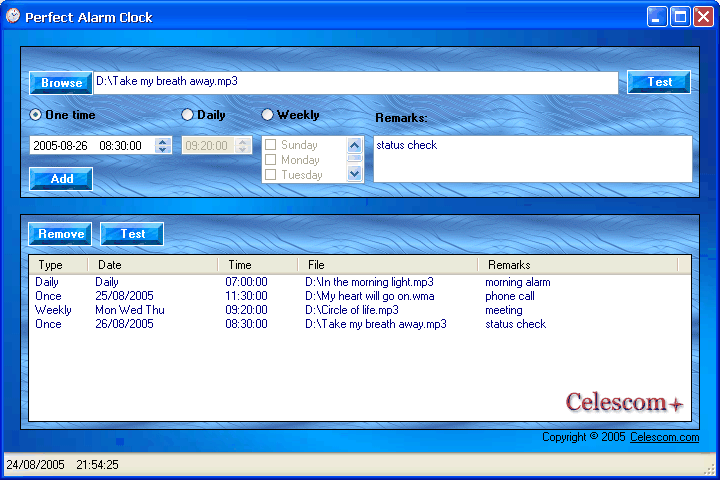 Perfect Alarm Clock
Browse D:\Take my breath away.mp3 Test
One time Daily Weekly Remarks:
2005-08-26 08:30:00 09:20:00 Sunday status check
Monday
Tuesday
Add
Remove Test
Type Date Time File Remarks
Daily Daily 07:00:00 D:\In the morning light.mp3 morning alarm
Once 25/08/2005 11:30:00 D:\My heart will go on.wma phone call
Weekly Mon Wed Thu 09:20:00 D:\Circle of life.mp3 meeting
Once 26/08/2005 08:30:00 D:\Take my breath away.mp3 status check
Celescom
Copyright © 2005 Celescom.com
24/08/2005 21:54:25